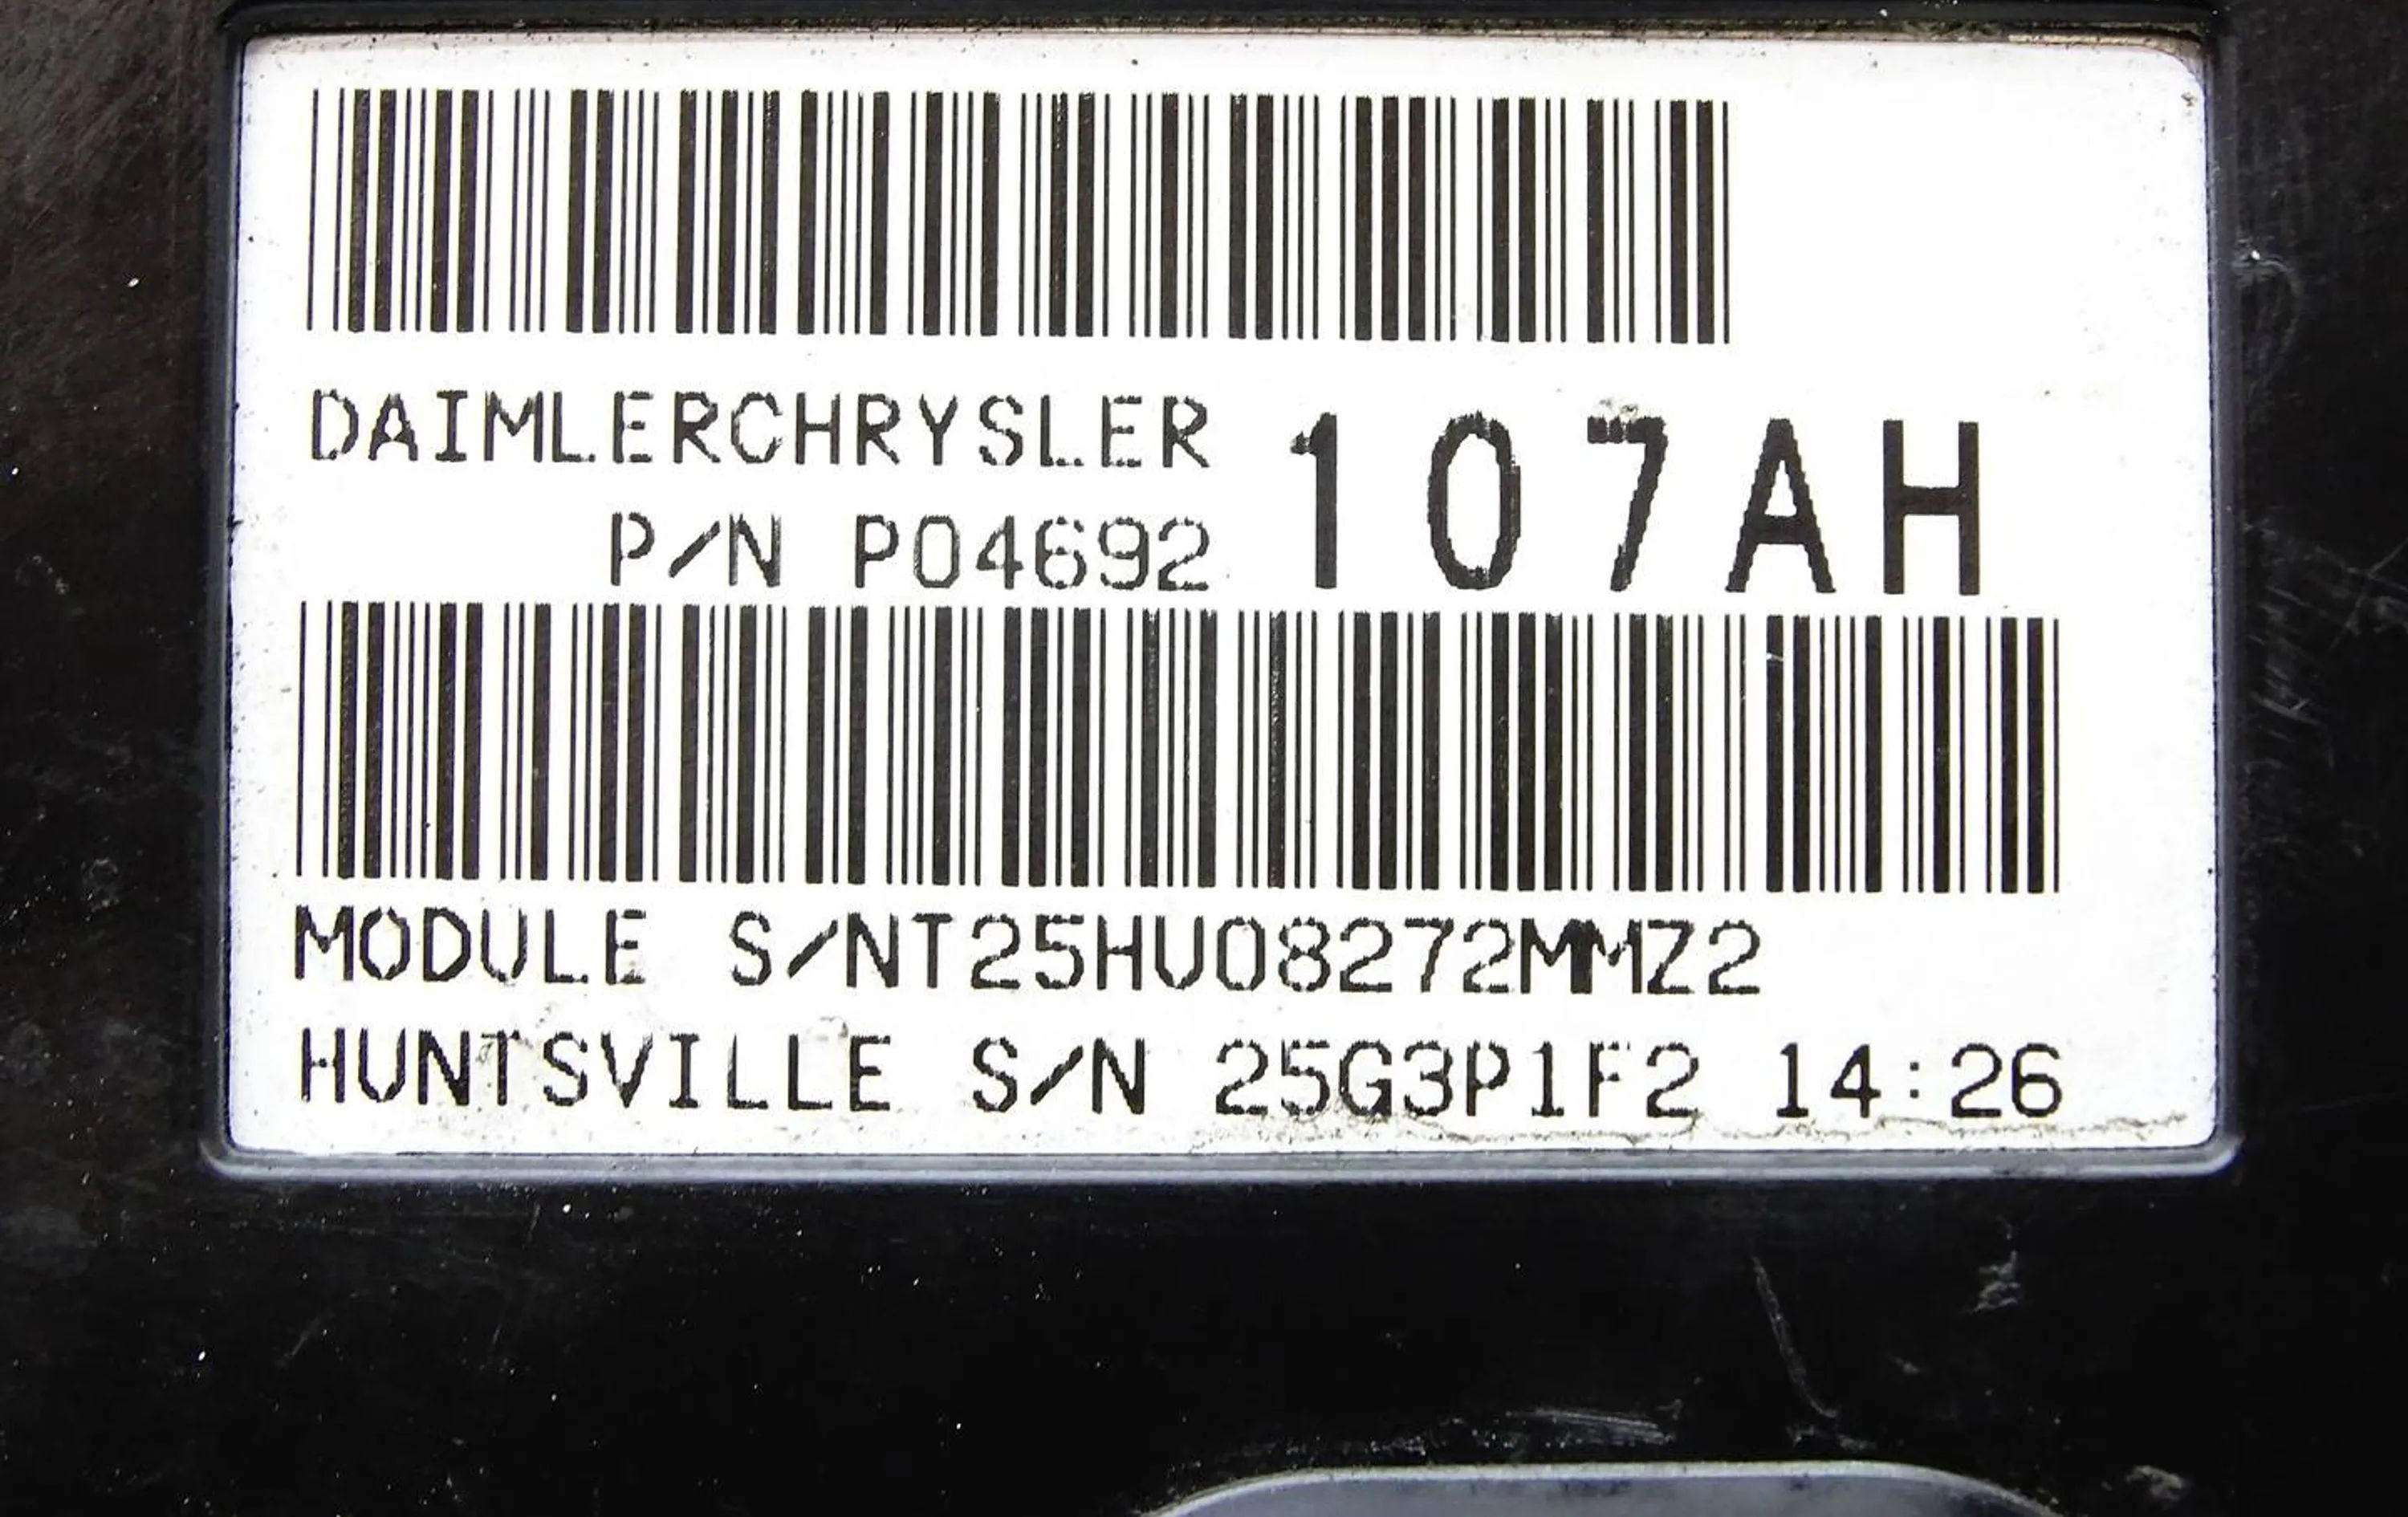 DAIMLERCHRYSLER
P/N P04692 107AH
MODULE S/NT25HU08272MMZ2
HUNTSVILLE S/N 25G3P1F2 14:26